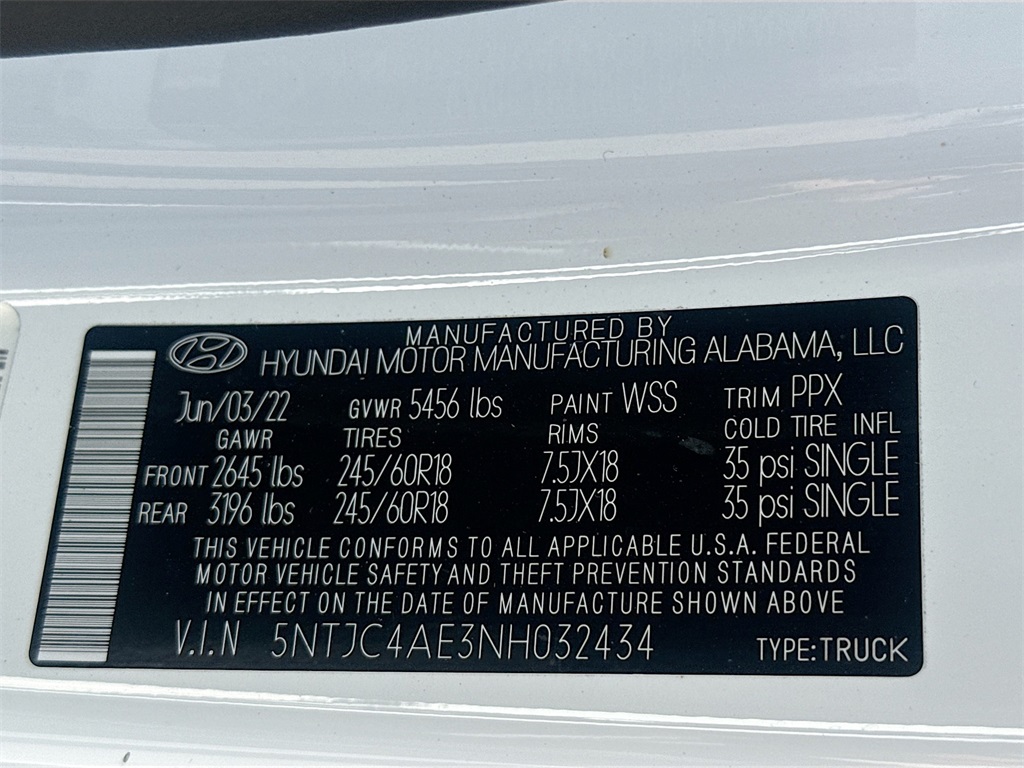 MANUFACTURED BY
HYUNDAI MOTOR MANUFACTURING ALABAMA, LLC
Jun/03/22 GVWR 5456 lbs PAINT WSS TRIM PPX
GAWR TIRES RIMS COLD TIRE INFL
FRONT 2645 lbs 245/60R18 7.5JX18 35 psi SINGLE
REAR 3196 lbs 245/60R18 7.5JX18 35 psi SINGLE
THIS VEHICLE CONFORMS TO ALL APPLICABLE U.S.A. FEDERAL
MOTOR VEHICLE SAFETY AND THEFT PREVENTION STANDARDS
IN EFFECT ON THE DATE OF MANUFACTURE SHOWN ABOVE
V.I.N 5NTJC4AE3NH032434 TYPE:TRUCK